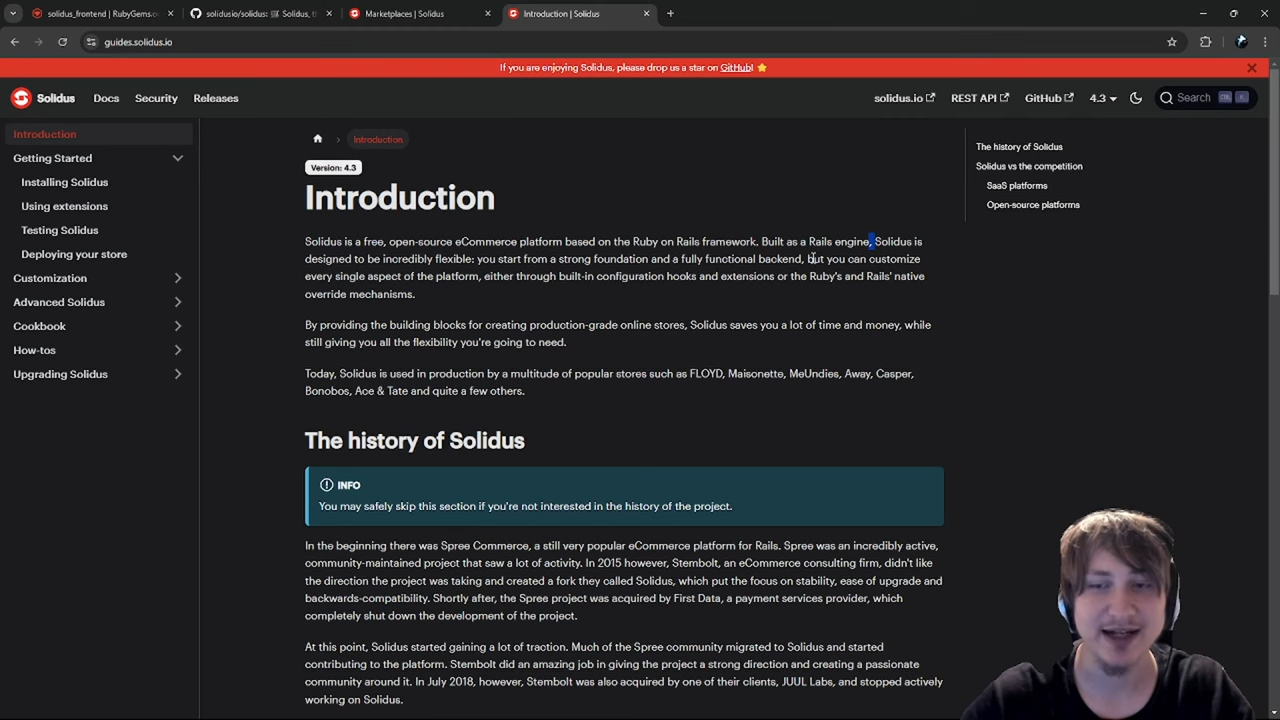 solidus_frontend | RubyGems.o
solidusio/solidus: 🛒 Solidus, th
Marketplaces | Solidus
Introduction | Solidus
guides.solidus.io
If you are enjoying Solidus, please drop us a star on GitHub! ⭐
Solidus
Docs
Security
Releases
solidus.io
REST API
GitHub
4.3
Search
CTRL
K
Introduction
Getting Started
Installing Solidus
Using extensions
Testing Solidus
Deploying your store
Customization
Advanced Solidus
Cookbook
How-tos
Upgrading Solidus
Introduction
Version: 4.3
Introduction
Solidus is a free, open-source eCommerce platform based on the Ruby on Rails framework. Built as a Rails engine, Solidus is
designed to be incredibly flexible: you start from a strong foundation and a fully functional backend, but you can customize
every single aspect of the platform, either through built-in configuration hooks and extensions or the Ruby's and Rails' native
override mechanisms.
By providing the building blocks for creating production-grade online stores, Solidus saves you a lot of time and money, while
still giving you all the flexibility you're going to need.
Today, Solidus is used in production by a multitude of popular stores such as FLOYD, Maisonette, MeUndies, Away, Casper,
Bonobos, Ace & Tate and quite a few others.
The history of Solidus
INFO
You may safely skip this section if you're not interested in the history of the project.
In the beginning there was Spree Commerce, a still very popular eCommerce platform for Rails. Spree was an incredibly active,
community-maintained project that saw a lot of activity. In 2015 however, Stembolt, an eCommerce consulting firm, didn't like
the direction the project was taking and created a fork they called Solidus, which put the focus on stability, ease of upgrade and
backwards-compatibility. Shortly after, the Spree project was acquired by First Data, a payment services provider, which
completely shut down the development of the project.
At this point, Solidus started gaining a lot of traction. Much of the Spree community migrated to Solidus and started
contributing to the platform. Stembolt did an amazing job in giving the project a strong direction and creating a passionate
community around it. In July 2018, however, Stembolt was also acquired by one of their clients, JUUL Labs, and stopped actively
working on Solidus.
The history of Solidus
Solidus vs the competition
SaaS platforms
Open-source platforms